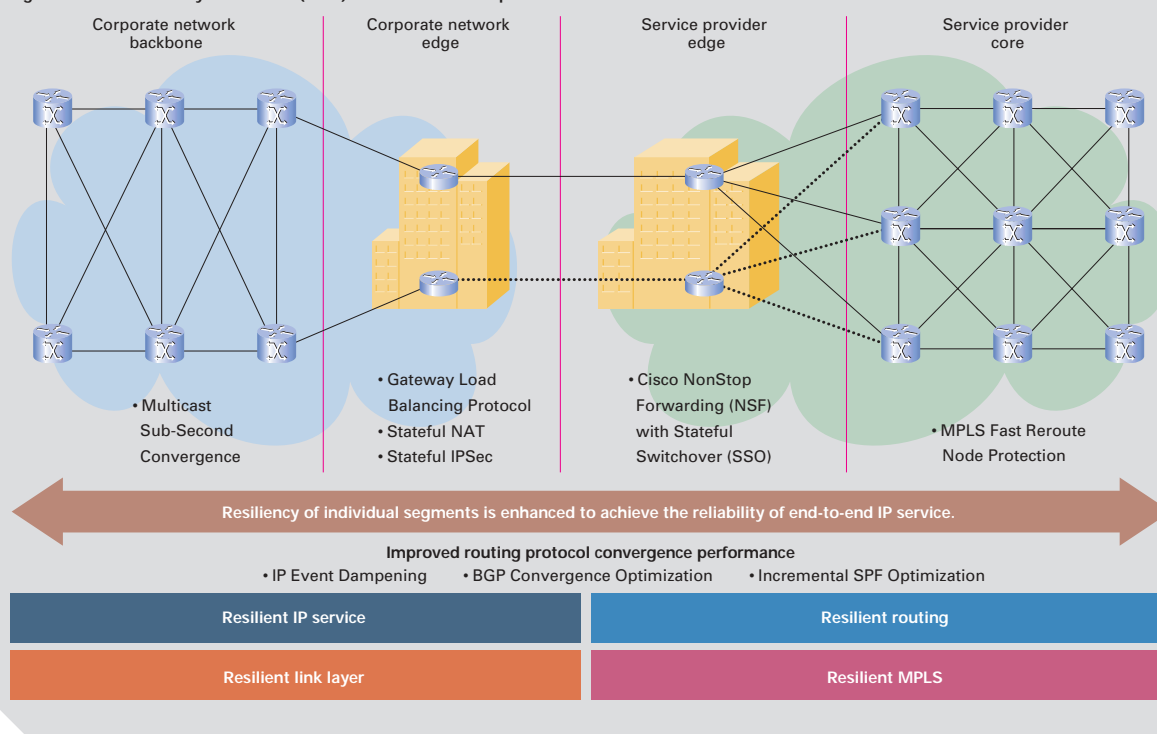 Corporate network
backbone
Corporate network
edge
Service provider
edge
Service provider
core
• Multicast
Sub-Second
Convergence
• Gateway Load
Balancing Protocol
• Stateful NAT
• Stateful IPSec
• Cisco NonStop
Forwarding (NSF)
with Stateful
Switchover (SSO)
• MPLS Fast Reroute
Node Protection
Resiliency of individual segments is enhanced to achieve the reliability of end-to-end IP service.
Improved routing protocol convergence performance
• IP Event Dampening • BGP Convergence Optimization • Incremental SPF Optimization
Resilient IP service
Resilient routing
Resilient link layer
Resilient MPLS